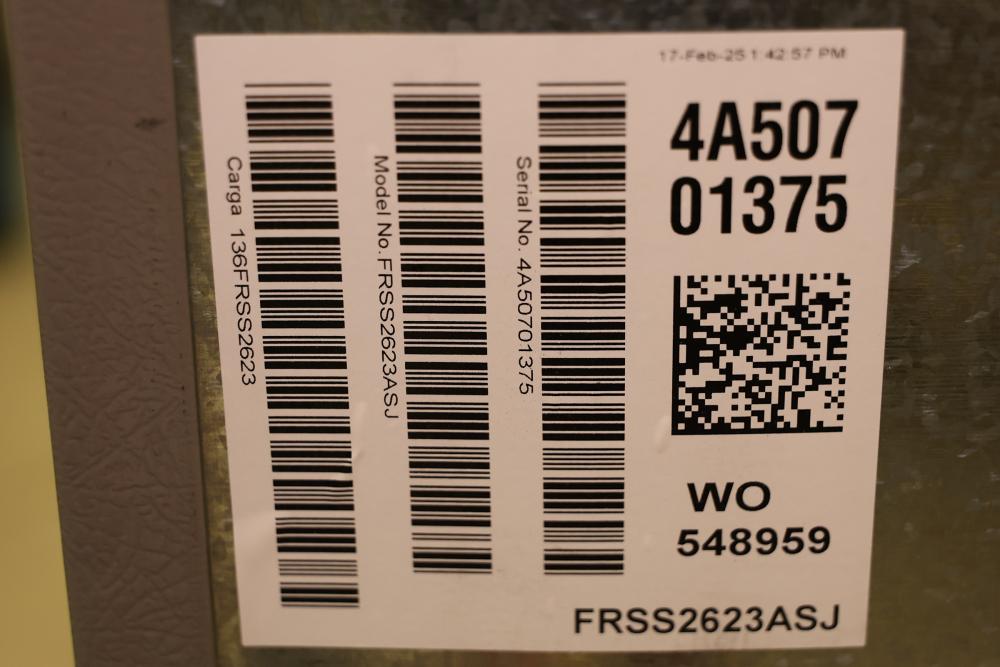 17-Feb-25 1:42:57 PM
4A507
01375
Carga 136FRSS2623
Model No.FRSS2623ASJ
Serial No. 4A50701375
WO
548959
FRSS2623ASJ